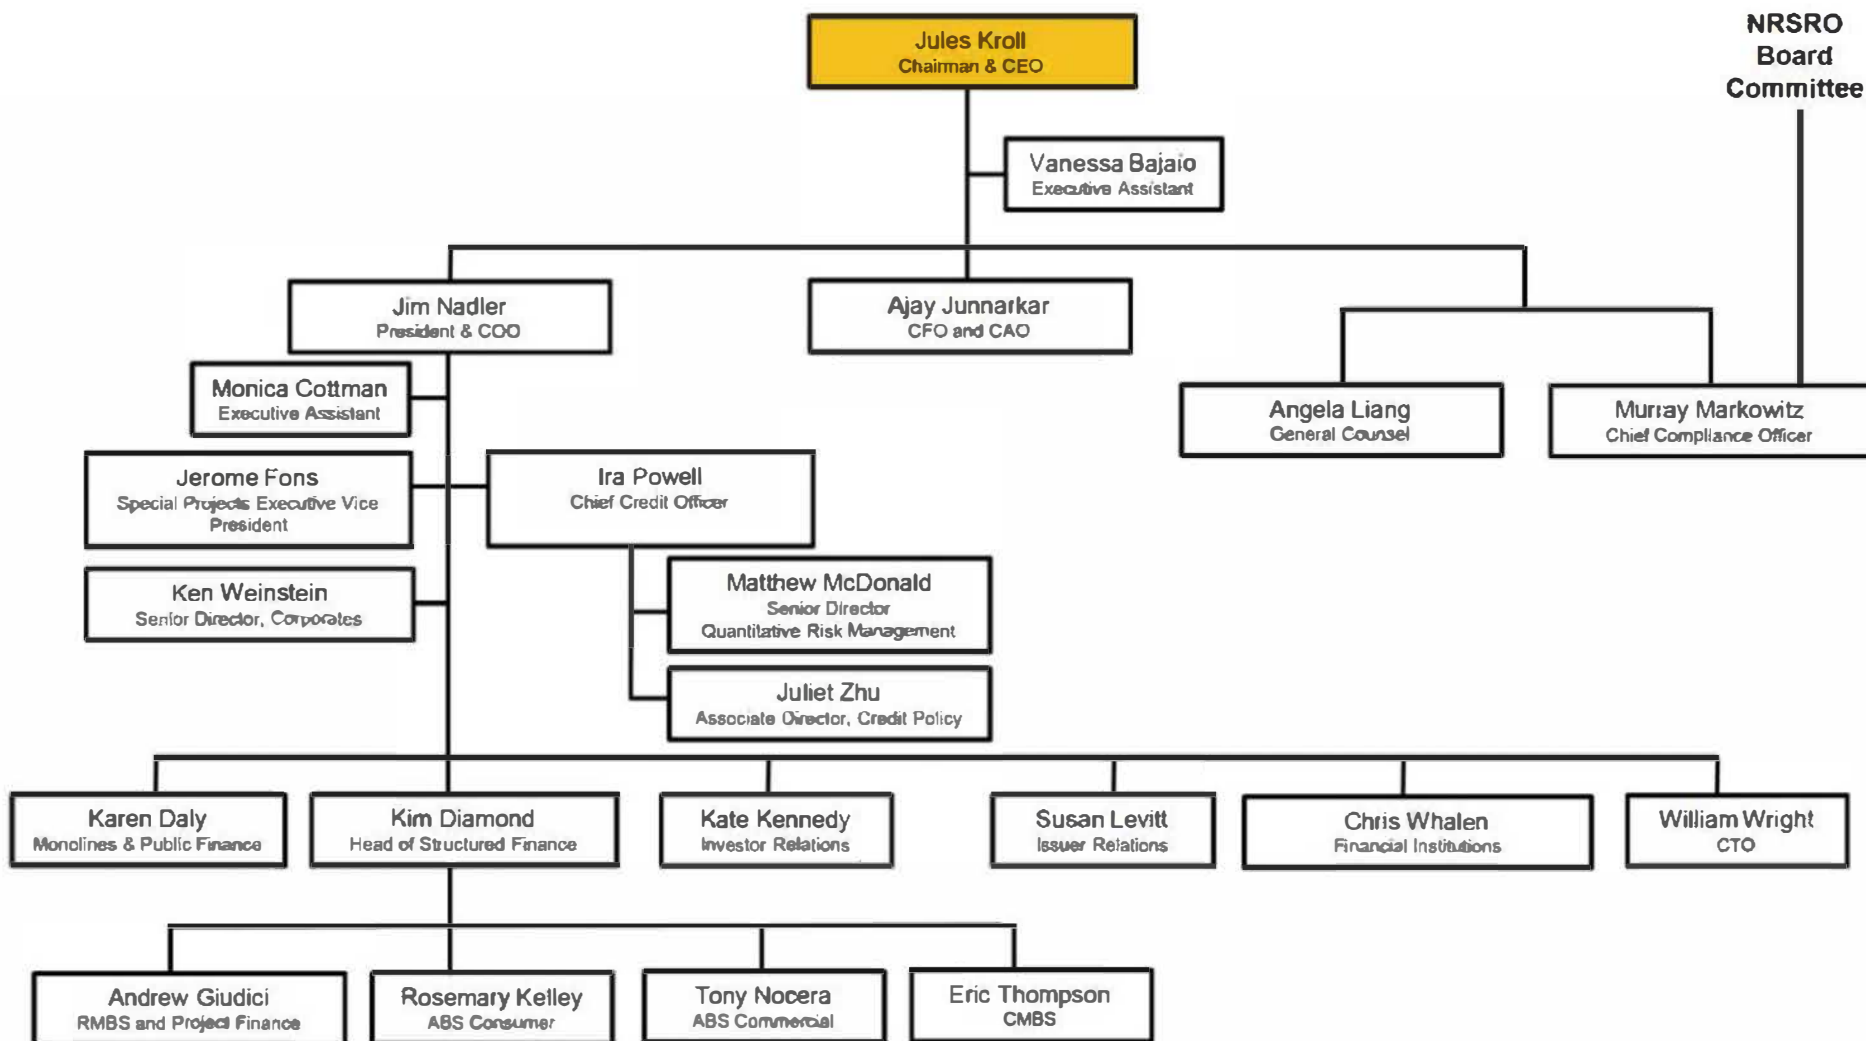 Jules Kroll
Chairman & CEO
NRSRO
Board
Committee
Vanessa Bajaio
Executive Assistant
Jim Nadler
President & COO
Ajay Junnarkar
CFO and CAO
Monica Cottman
Executive Assistant
Angela Liang
General Counsel
Murray Markowitz
Chief Compliance Officer
Jerome Fons
Special Projects Executive Vice
President
Ira Powell
Chief Credit Officer
Ken Weinstein
Senior Director, Corporates
Matthew McDonald
Senior Director
Quantitative Risk Management
Juliet Zhu
Associate Director, Credit Policy
Karen Daly
Monolines & Public Finance
Kim Diamond
Head of Structured Finance
Kate Kennedy
Investor Relations
Susan Levitt
Issuer Relations
Chris Whalen
Financial Institutions
William Wright
CTO
Andrew Giudici
RMBS and Project Finance
Rosemary Kelley
ABS Consumer
Tony Nocera
ABS Commercial
Eric Thompson
CMBS